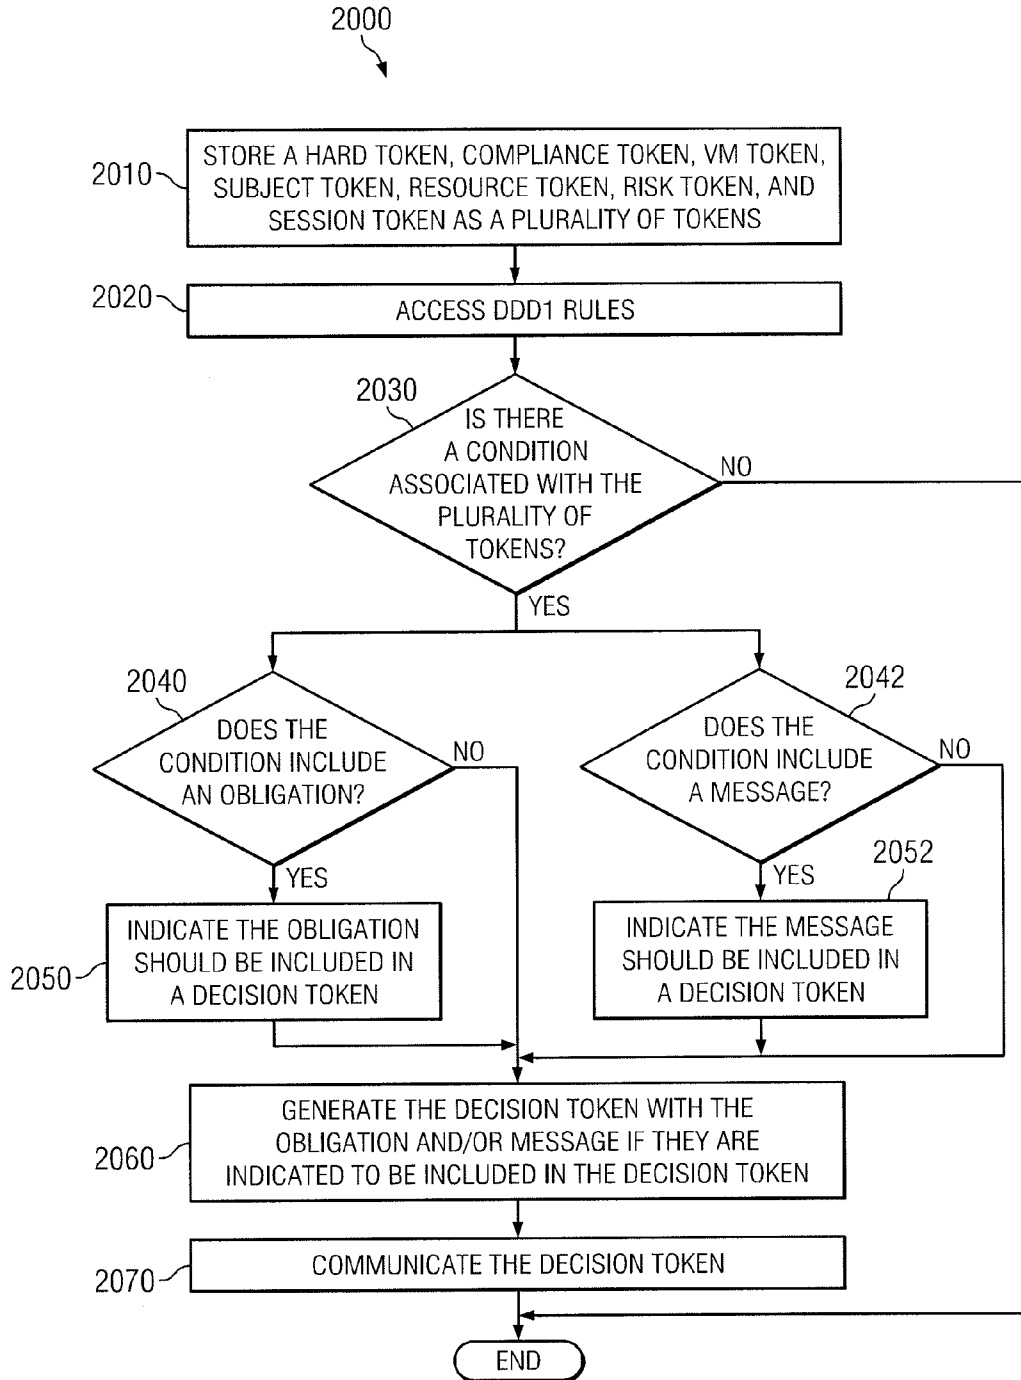 2000
2010
STORE A HARD TOKEN, COMPLIANCE TOKEN, VM TOKEN,
SUBJECT TOKEN, RESOURCE TOKEN, RISK TOKEN, AND
SESSION TOKEN AS A PLURALITY OF TOKENS
2020
ACCESS DDD1 RULES
2030
IS THERE
A CONDITION
ASSOCIATED WITH THE
PLURALITY OF
TOKENS?
NO
YES
2040
DOES THE
CONDITION INCLUDE
AN OBLIGATION?
NO
YES
2042
DOES THE
CONDITION INCLUDE
A MESSAGE?
NO
YES
2050
INDICATE THE OBLIGATION
SHOULD BE INCLUDED IN
A DECISION TOKEN
2052
INDICATE THE MESSAGE
SHOULD BE INCLUDED IN
A DECISION TOKEN
2060
GENERATE THE DECISION TOKEN WITH THE
OBLIGATION AND/OR MESSAGE IF THEY ARE
INDICATED TO BE INCLUDED IN THE DECISION TOKEN
2070
COMMUNICATE THE DECISION TOKEN
END